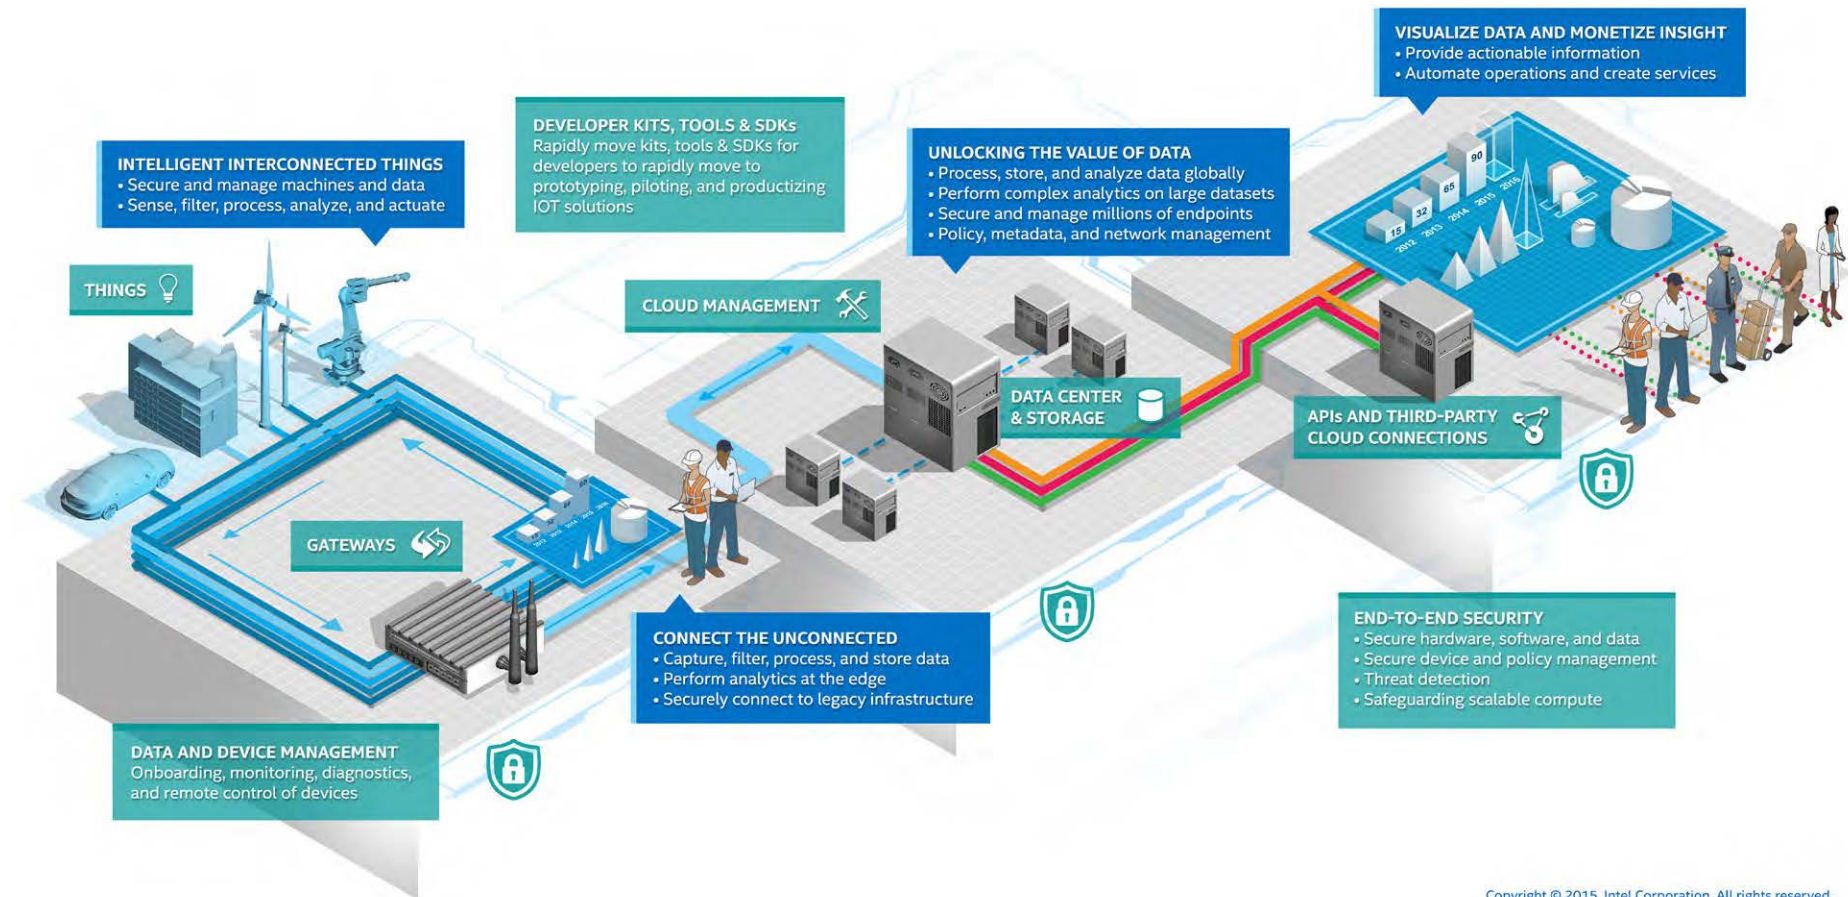 VISUALIZE DATA AND MONETIZE INSIGHT
• Provide actionable information
• Automate operations and create services
DEVELOPER KITS, TOOLS & SDKs
Rapidly move kits, tools & SDKs for
developers to rapidly move to
prototyping, piloting, and productizing
IOT solutions
INTELLIGENT INTERCONNECTED THINGS
• Secure and manage machines and data
• Sense, filter, process, analyze, and actuate
UNLOCKING THE VALUE OF DATA
• Process, store, and analyze data globally
• Perform complex analytics on large datasets
• Secure and manage millions of endpoints
• Policy, metadata, and network management
15
32
65
90
2012
2013
2014
2015
2016
THINGS
CLOUD MANAGEMENT
DATA CENTER
& STORAGE
APIs AND THIRD-PARTY
CLOUD CONNECTIONS
GATEWAYS
CONNECT THE UNCONNECTED
• Capture, filter, process, and store data
• Perform analytics at the edge
• Securely connect to legacy infrastructure
END-TO-END SECURITY
• Secure hardware, software, and data
• Secure device and policy management
• Threat detection
• Safeguarding scalable compute
DATA AND DEVICE MANAGEMENT
Onboarding, monitoring, diagnostics,
and remote control of devices
Copyright © 2015, Intel Corporation. All rights reserved.